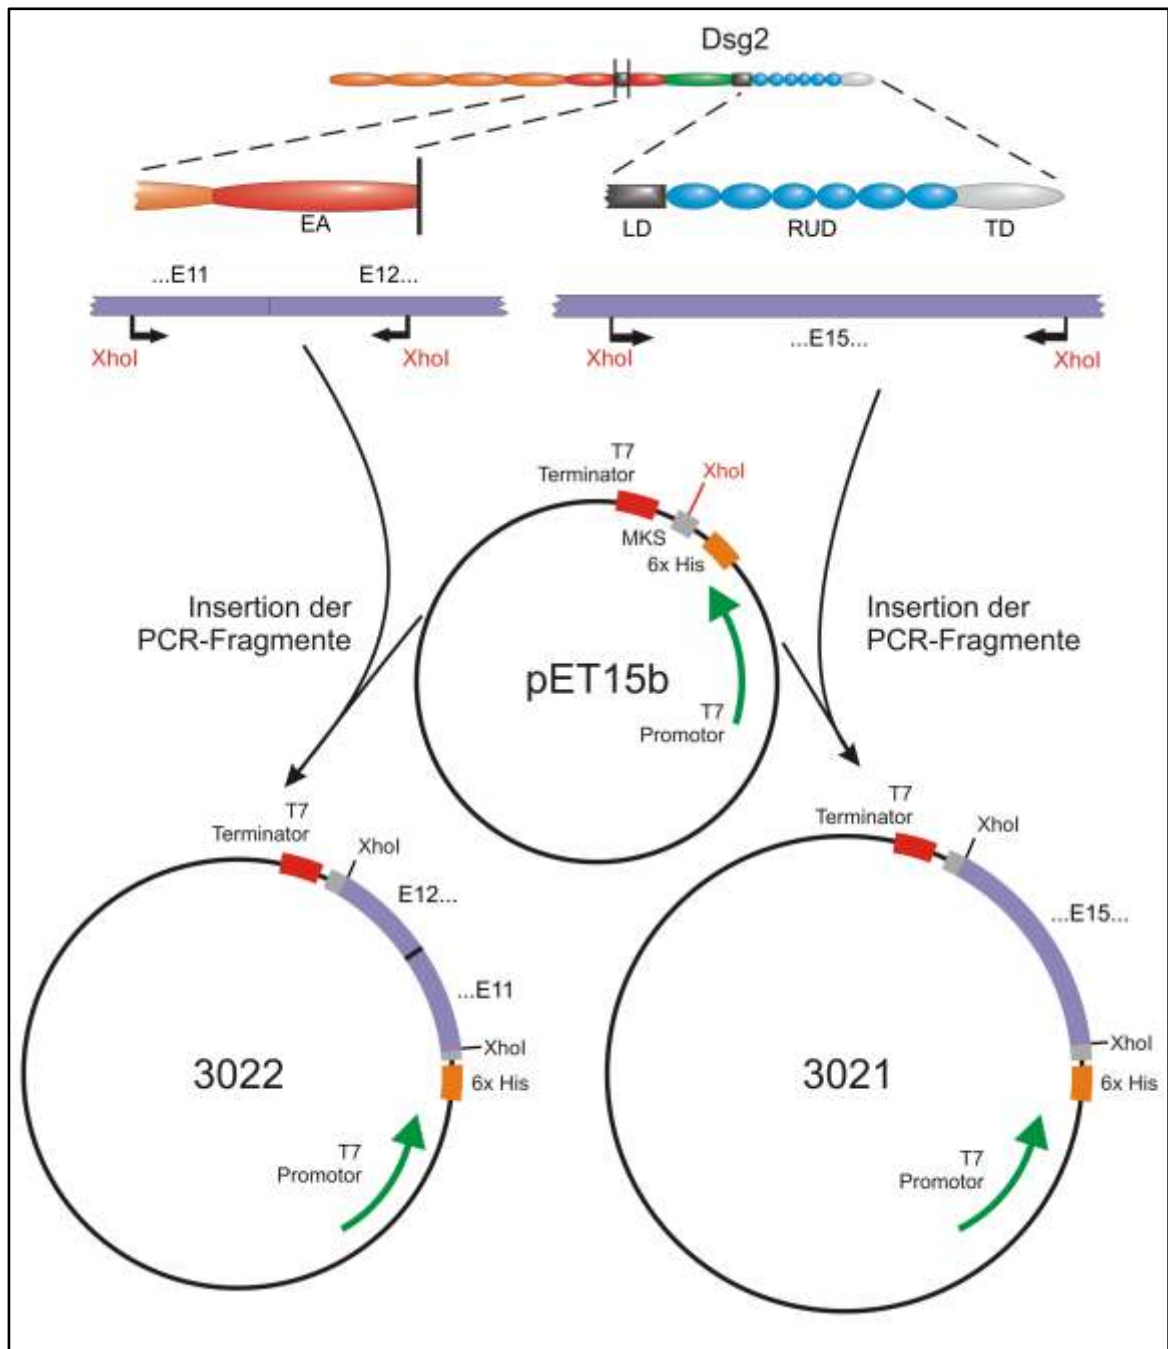 Dsg2
EA
LD
RUD
TD
...E11
E12...
XhoI
XhoI
...E15...
XhoI
XhoI
T7
Terminator
XhoI
MKS
6x His
Insertion der
PCR-Fragmente
Insertion der
PCR-Fragmente
pET15b
T7
Promotor
T7
Terminator
XhoI
E12...
...E11
XhoI
6x His
3022
T7
Promotor
T7
Terminator
XhoI
...E15...
XhoI
6x His
3021
T7
Promotor